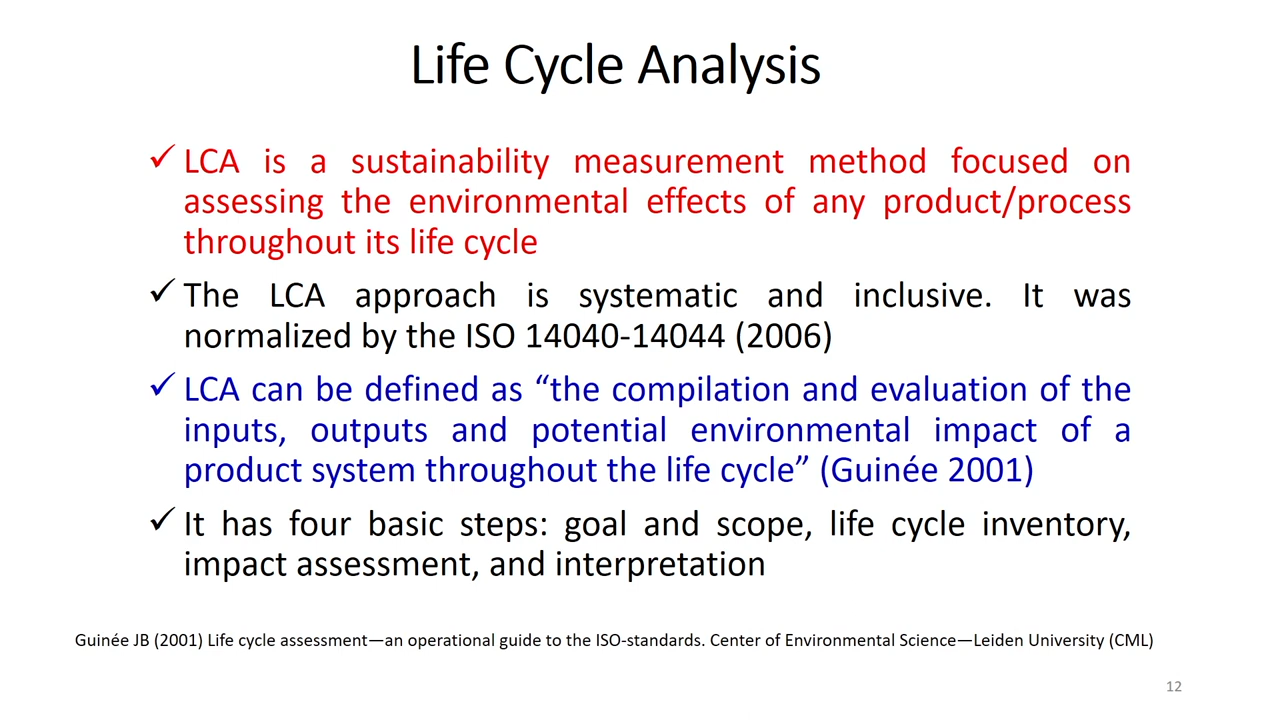 Life Cycle Analysis
✓ LCA is a sustainability measurement method focused on
assessing the environmental effects of any product/process
throughout its life cycle
✓ The LCA approach is systematic and inclusive. It was
normalized by the ISO 14040-14044 (2006)
✓ LCA can be defined as “the compilation and evaluation of the
inputs, outputs and potential environmental impact of a
product system throughout the life cycle” (Guinée 2001)
✓ It has four basic steps: goal and scope, life cycle inventory,
impact assessment, and interpretation
Guinée JB (2001) Life cycle assessment—an operational guide to the ISO-standards. Center of Environmental Science—Leiden University (CML)
12